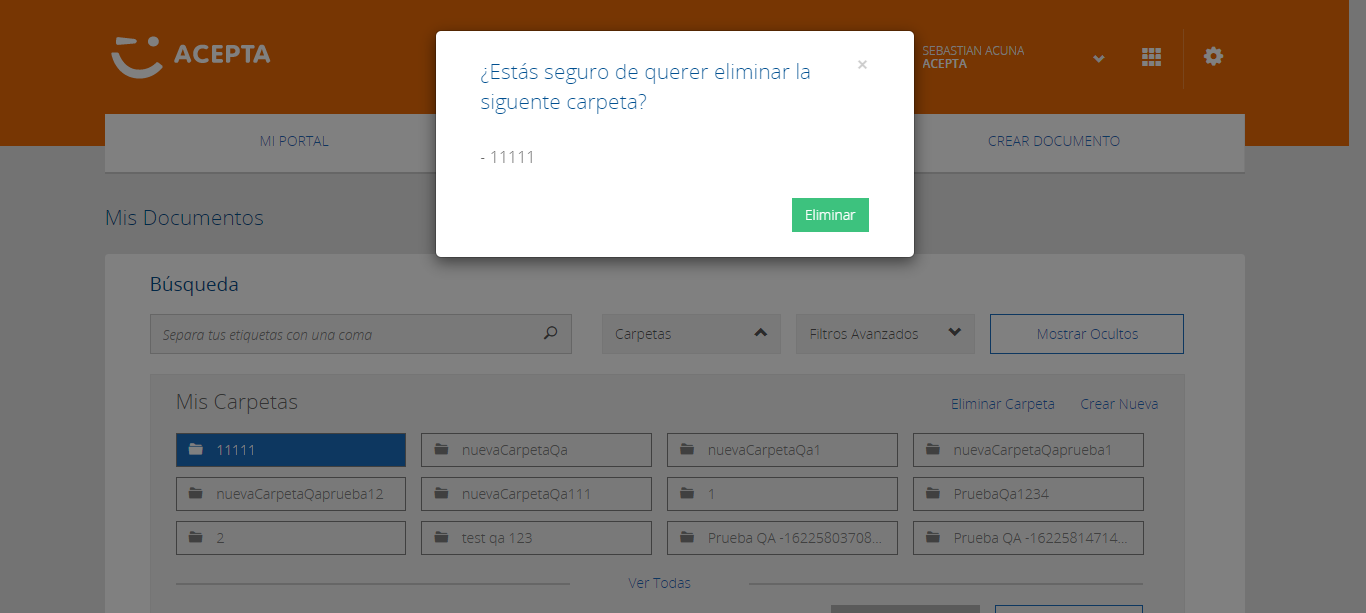 ACEPTA
SEBASTIAN ACUNA
ACEPTA
¿Estás seguro de querer eliminar la
siguente carpeta?
×
- 11111
Eliminar
MI PORTAL
CREAR DOCUMENTO
Mis Documentos
Búsqueda
Separa tus etiquetas con una coma
Carpetas
Filtros Avanzados
Mostrar Ocultos
Mis Carpetas
Eliminar Carpeta
Crear Nueva
11111
nuevaCarpetaQa
nuevaCarpetaQa1
nuevaCarpetaQaprueba1
nuevaCarpetaQaprueba12
nuevaCarpetaQa111
1
PruebaQa1234
2
test qa 123
Prueba QA -16225803708...
Prueba QA -16225814714...
Ver Todas